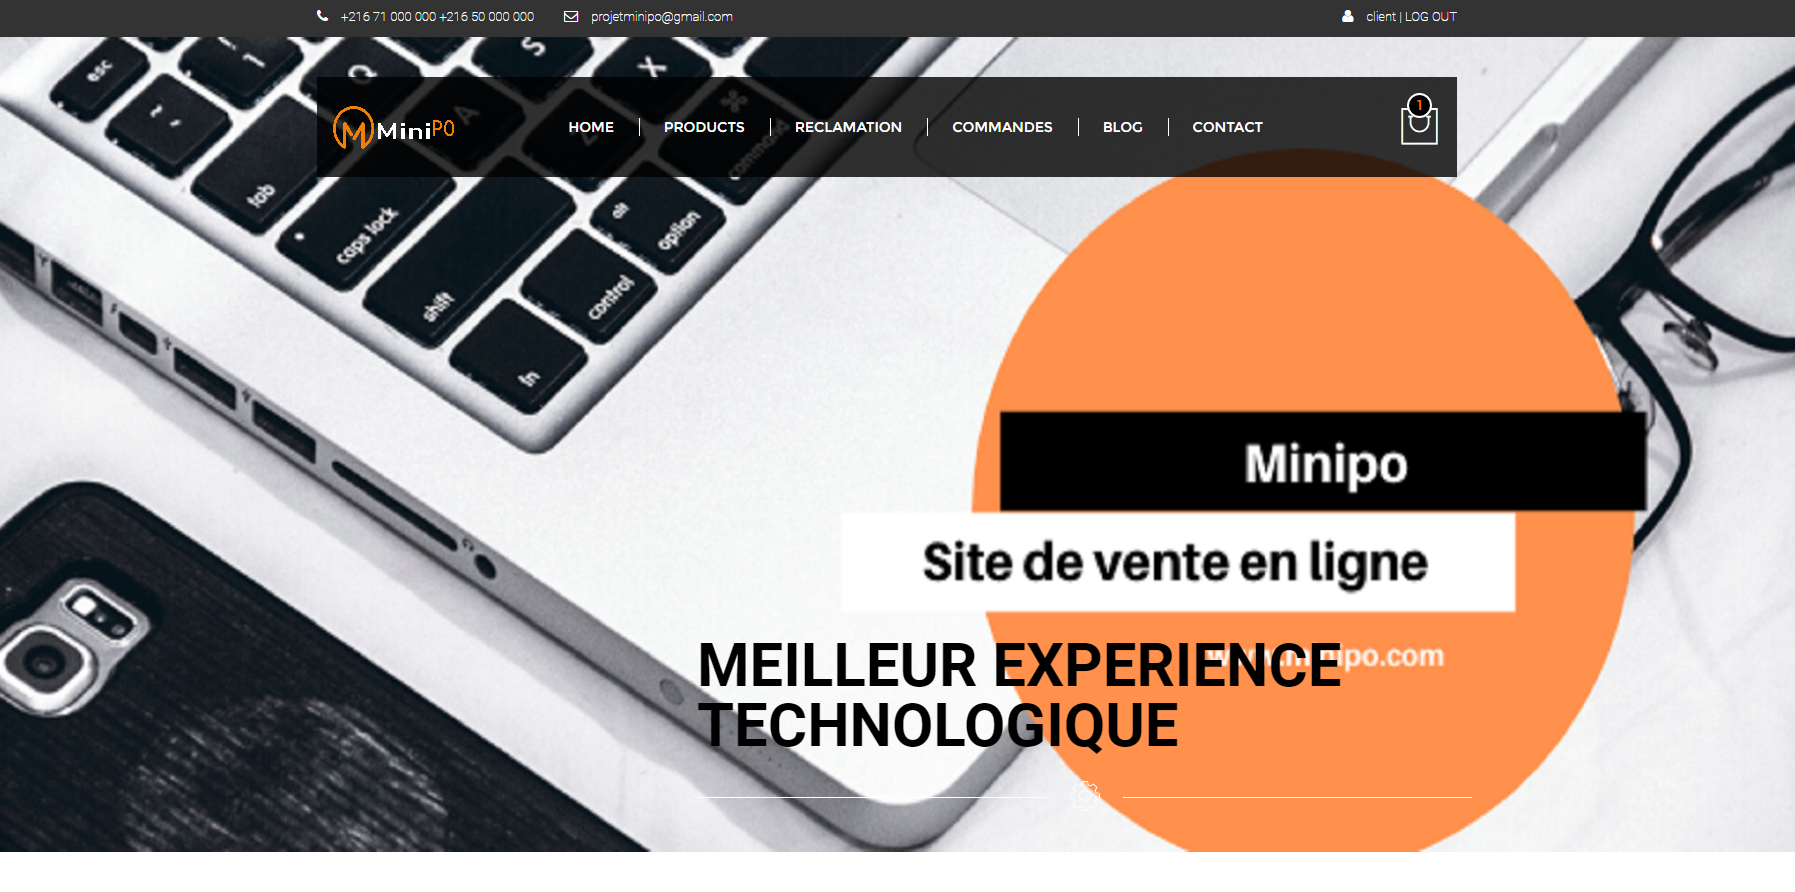 +216 71 000 000 +216 50 000 000
projetminipo@gmail.com
client | LOG OUT
MiniPO
HOME
PRODUCTS
RECLAMATION
COMMANDES
BLOG
CONTACT
1
esc
1
Q
A
S
X
Z
tab
caps lock
shift
fn
control
alt
option
command
Minipo
Site de vente en ligne
www.minipo.com
MEILLEUR EXPERIENCE
TECHNOLOGIQUE